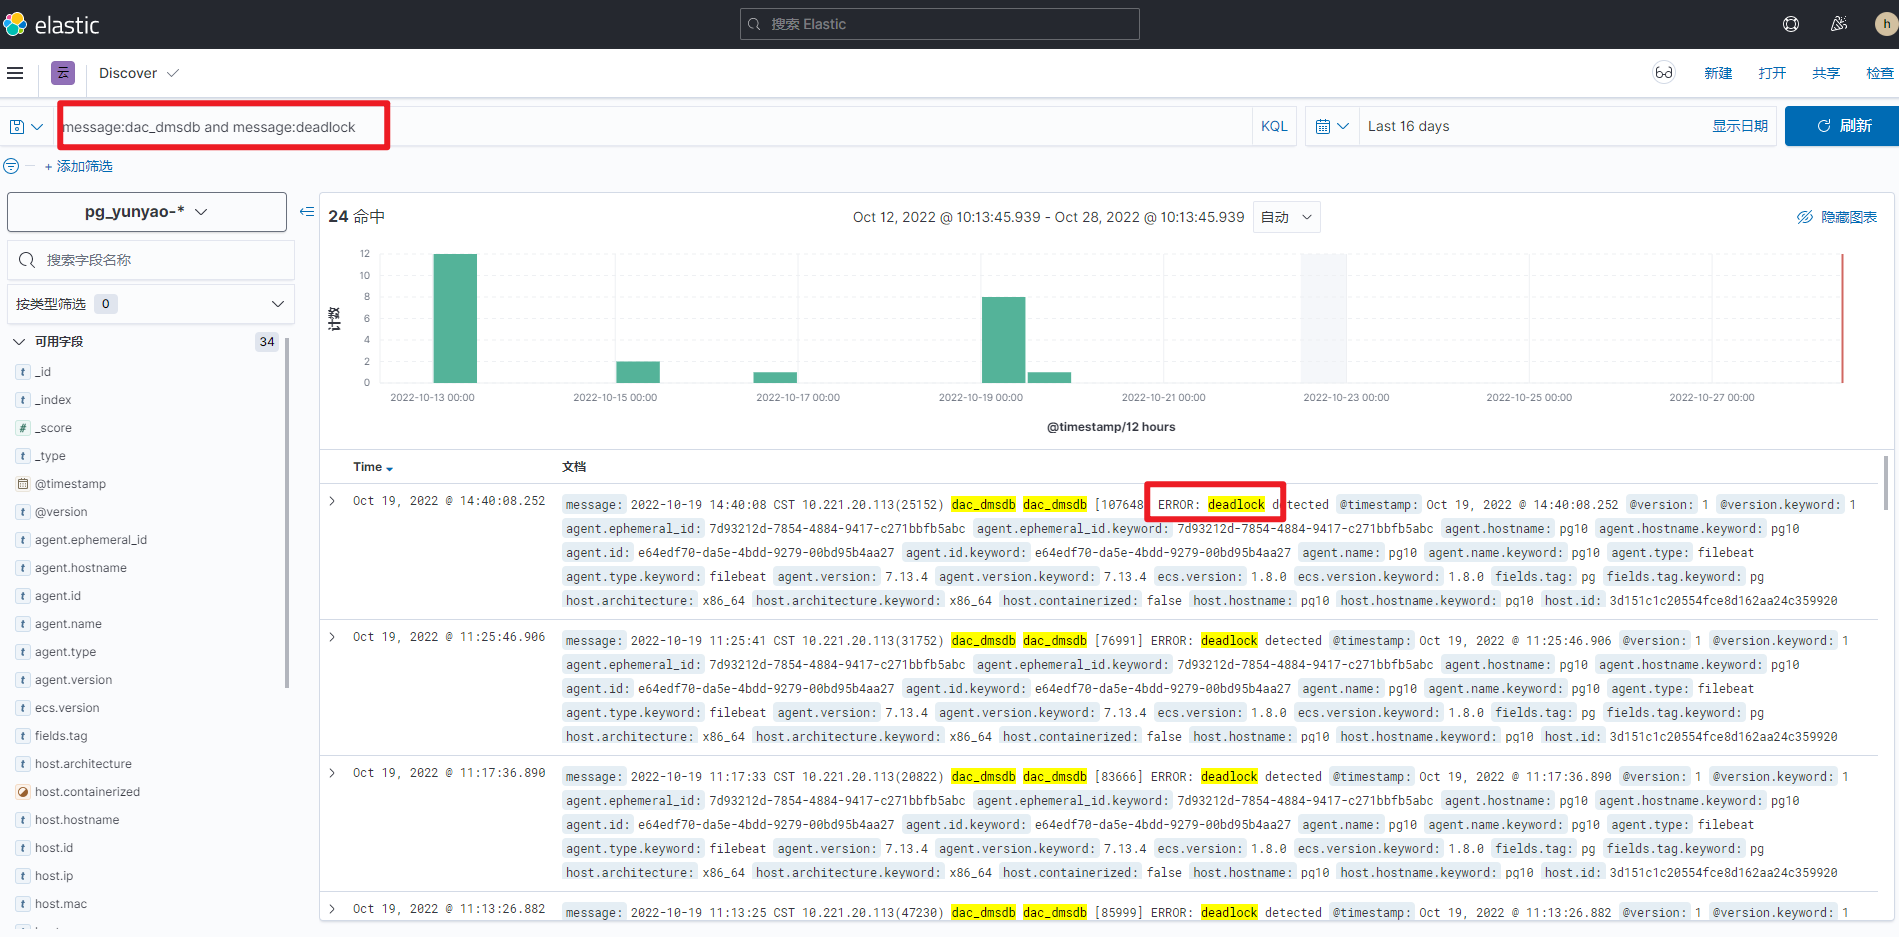 elastic
搜索 Elastic
h
云
Discover
新建
打开
共享
检查
message:dac_dmsdb and message:deadlock
KQL
Last 16 days
显示日期
刷新
+ 添加筛选
pg_yunyao-*
搜索字段名称
按类型筛选 0
可用字段 34
_id
_index
_score
_type
@timestamp
@version
agent.ephemeral_id
agent.hostname
agent.id
agent.name
agent.type
agent.version
ecs.version
fields.tag
host.architecture
host.containerized
host.hostname
host.id
host.ip
host.mac
24 命中
Oct 12, 2022 @ 10:13:45.939 - Oct 28, 2022 @ 10:13:45.939
自动
隐藏图表
计数
12
10
8
6
4
2
0
2022-10-13 00:00
2022-10-15 00:00
2022-10-17 00:00
2022-10-19 00:00
2022-10-21 00:00
2022-10-23 00:00
2022-10-25 00:00
2022-10-27 00:00
@timestamp/12 hours
Time 文档
Oct 19, 2022 @ 14:40:08.252 message: 2022-10-19 14:40:08 CST 10.221.20.113(25152) dac_dmsdb dac_dmsdb [107648 ERROR: deadlock detected @timestamp: Oct 19, 2022 @ 14:40:08.252 @version: 1 @version.keyword: 1
agent.ephemeral_id: 7d93212d-7854-4884-9417-c271bbfb5abc agent.ephemeral_id.keyword: 7d93212d-7854-4884-9417-c271bbfb5abc agent.hostname: pg10 agent.hostname.keyword: pg10
agent.id: e64edf70-da5e-4bdd-9279-00bd95b4aa27 agent.id.keyword: e64edf70-da5e-4bdd-9279-00bd95b4aa27 agent.name: pg10 agent.name.keyword: pg10 agent.type: filebeat
agent.type.keyword: filebeat agent.version: 7.13.4 agent.version.keyword: 7.13.4 ecs.version: 1.8.0 ecs.version.keyword: 1.8.0 fields.tag: pg fields.tag.keyword: pg
host.architecture: x86_64 host.architecture.keyword: x86_64 host.containerized: false host.hostname: pg10 host.hostname.keyword: pg10 host.id: 3d151c1c20554fce8d162aa24c359920
Oct 19, 2022 @ 11:25:46.906 message: 2022-10-19 11:25:41 CST 10.221.20.113(31752) dac_dmsdb dac_dmsdb [76991] ERROR: deadlock detected @timestamp: Oct 19, 2022 @ 11:25:46.906 @version: 1 @version.keyword: 1
agent.ephemeral_id: 7d93212d-7854-4884-9417-c271bbfb5abc agent.ephemeral_id.keyword: 7d93212d-7854-4884-9417-c271bbfb5abc agent.hostname: pg10 agent.hostname.keyword: pg10
agent.id: e64edf70-da5e-4bdd-9279-00bd95b4aa27 agent.id.keyword: e64edf70-da5e-4bdd-9279-00bd95b4aa27 agent.name: pg10 agent.name.keyword: pg10 agent.type: filebeat
agent.type.keyword: filebeat agent.version: 7.13.4 agent.version.keyword: 7.13.4 ecs.version: 1.8.0 ecs.version.keyword: 1.8.0 fields.tag: pg fields.tag.keyword: pg
host.architecture: x86_64 host.architecture.keyword: x86_64 host.containerized: false host.hostname: pg10 host.hostname.keyword: pg10 host.id: 3d151c1c20554fce8d162aa24c359920
Oct 19, 2022 @ 11:17:36.890 message: 2022-10-19 11:17:33 CST 10.221.20.113(20822) dac_dmsdb dac_dmsdb [83666] ERROR: deadlock detected @timestamp: Oct 19, 2022 @ 11:17:36.890 @version: 1 @version.keyword: 1
agent.ephemeral_id: 7d93212d-7854-4884-9417-c271bbfb5abc agent.ephemeral_id.keyword: 7d93212d-7854-4884-9417-c271bbfb5abc agent.hostname: pg10 agent.hostname.keyword: pg10
agent.id: e64edf70-da5e-4bdd-9279-00bd95b4aa27 agent.id.keyword: e64edf70-da5e-4bdd-9279-00bd95b4aa27 agent.name: pg10 agent.name.keyword: pg10 agent.type: filebeat
agent.type.keyword: filebeat agent.version: 7.13.4 agent.version.keyword: 7.13.4 ecs.version: 1.8.0 ecs.version.keyword: 1.8.0 fields.tag: pg fields.tag.keyword: pg
host.architecture: x86_64 host.architecture.keyword: x86_64 host.containerized: false host.hostname: pg10 host.hostname.keyword: pg10 host.id: 3d151c1c20554fce8d162aa24c359920
Oct 19, 2022 @ 11:13:26.882 message: 2022-10-19 11:13:25 CST 10.221.20.113(47230) dac_dmsdb dac_dmsdb [85999] ERROR: deadlock detected @timestamp: Oct 19, 2022 @ 11:13:26.882 @version: 1 @version.keyword: 1